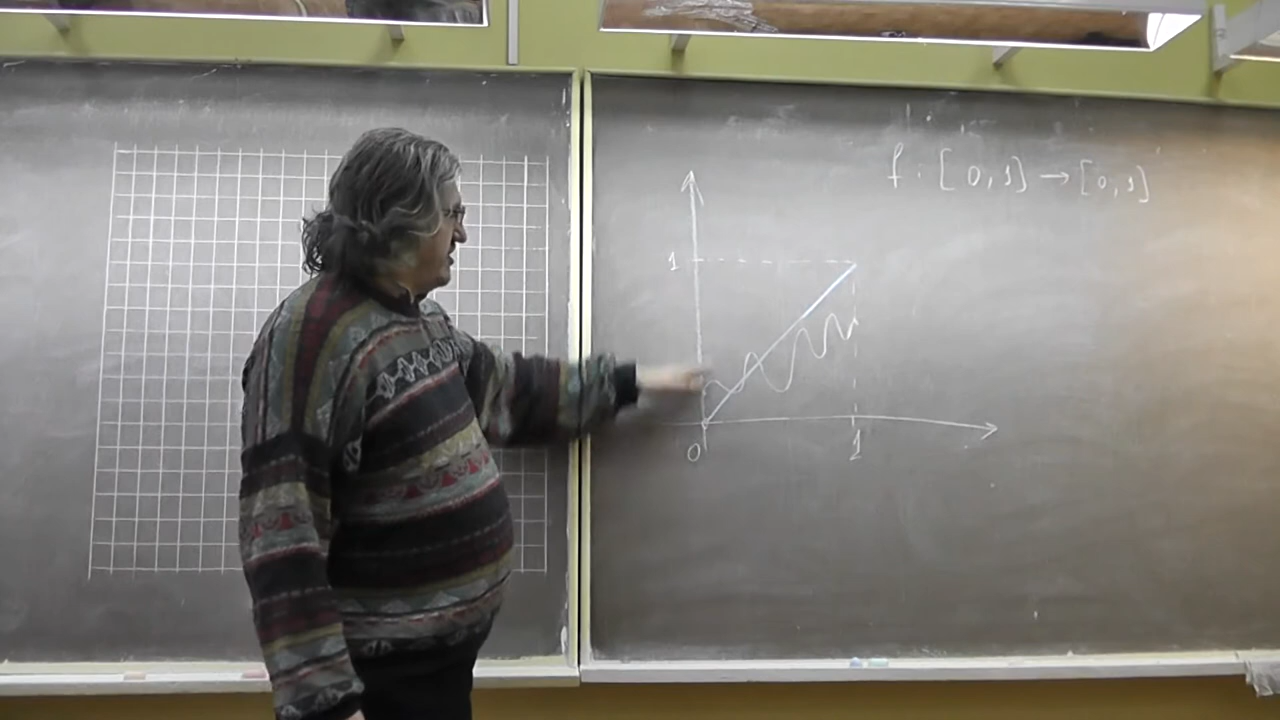 f : [0,1] → [0,1]
1
0
1